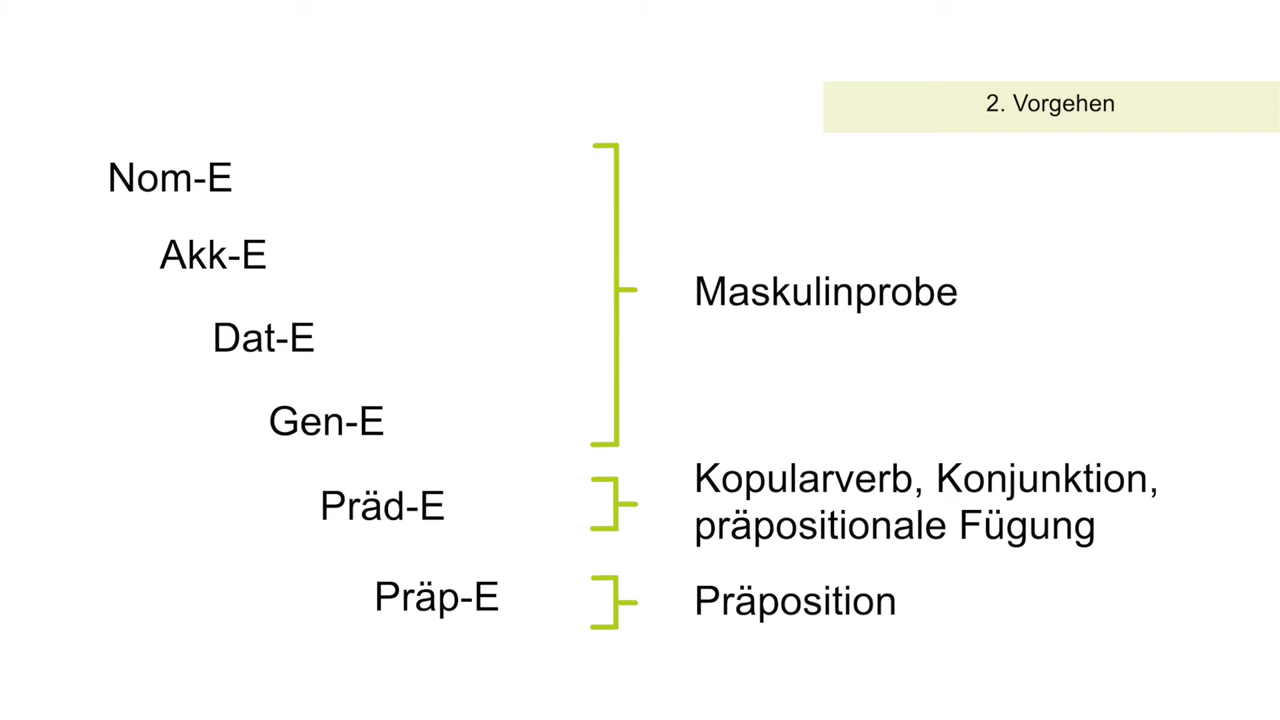 2. Vorgehen
Nom-E
Akk-E
Dat-E
Gen-E
Maskulinprobe
Präd-E
Kopularverb, Konjunktion,
präpositionale Fügung
Präp-E
Präposition